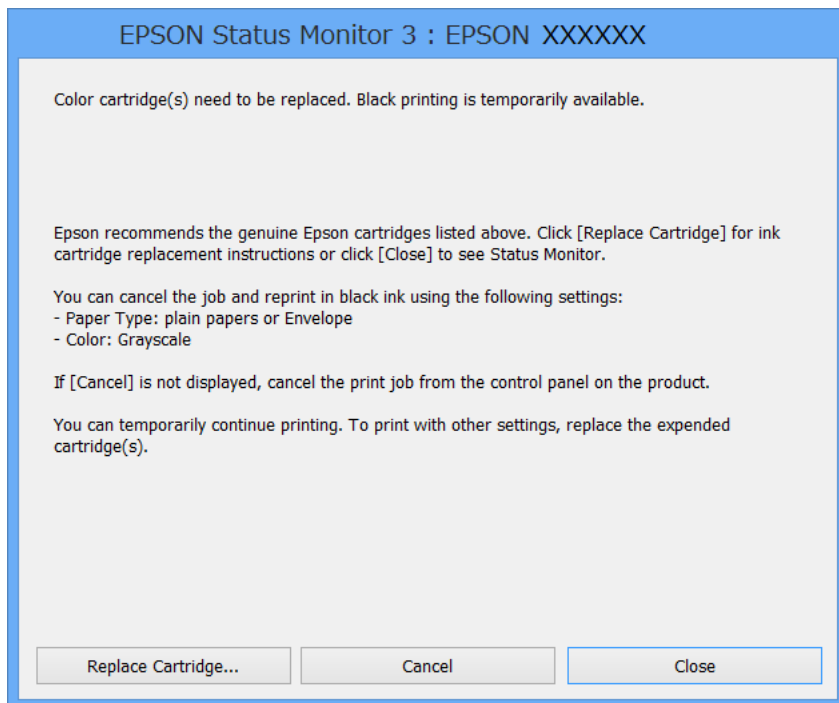 EPSON Status Monitor 3 : EPSON XXXXXX
Color cartridge(s) need to be replaced. Black printing is temporarily available.
Epson recommends the genuine Epson cartridges listed above. Click [Replace Cartridge] for ink
cartridge replacement instructions or click [Close] to see Status Monitor.
You can cancel the job and reprint in black ink using the following settings:
- Paper Type: plain papers or Envelope
- Color: Grayscale
If [Cancel] is not displayed, cancel the print job from the control panel on the product.
You can temporarily continue printing. To print with other settings, replace the expended
cartridge(s).
Replace Cartridge...
Cancel
Close